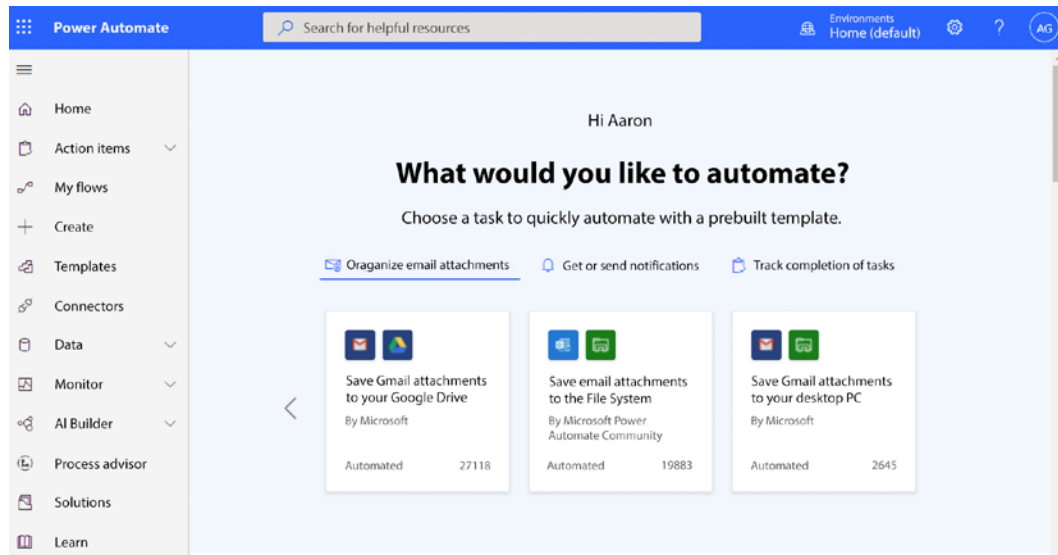 Power Automate
Search for helpful resources
Environments
Home (default)
?
AG
Home
Action items
My flows
Create
Templates
Connectors
Data
Monitor
AI Builder
Process advisor
Solutions
Learn
Hi Aaron
What would you like to automate?
Choose a task to quickly automate with a prebuilt template.
Oraganize email attachments
Get or send notifications
Track completion of tasks
Save Gmail attachments
to your Google Drive
By Microsoft
Automated 27118
Save email attachments
to the File System
By Microsoft Power
Automate Community
Automated 19883
Save Gmail attachments
to your desktop PC
By Microsoft
Automated 2645